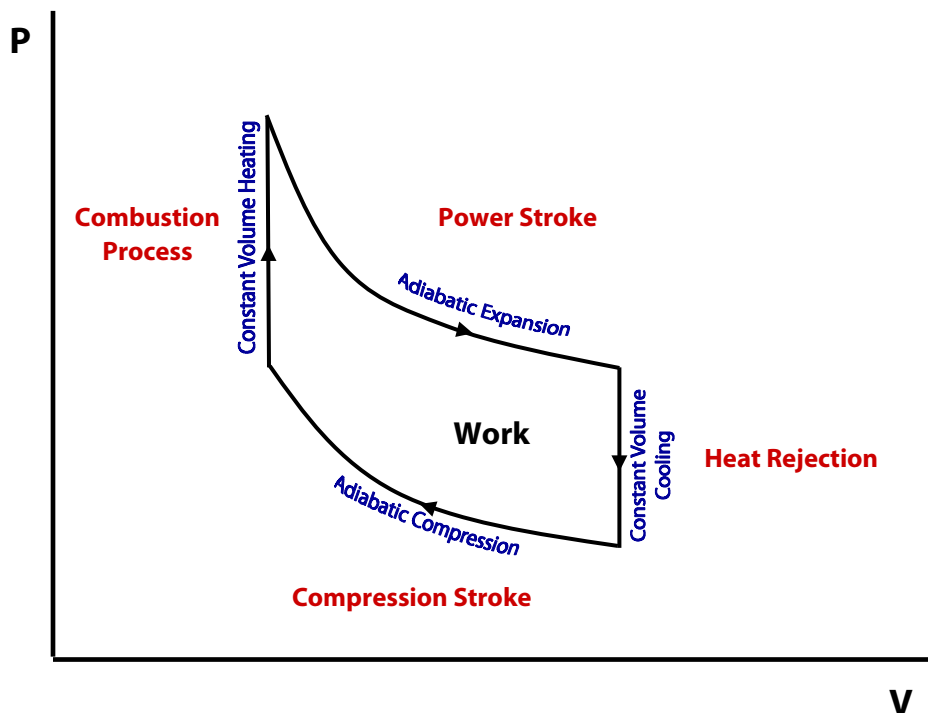 P
Constant Volume Heating
Combustion
Process
Power Stroke
Adiabatic Expansion
Work
Constant Volume
Cooling
Heat Rejection
Adiabatic Compression
Compression Stroke
V